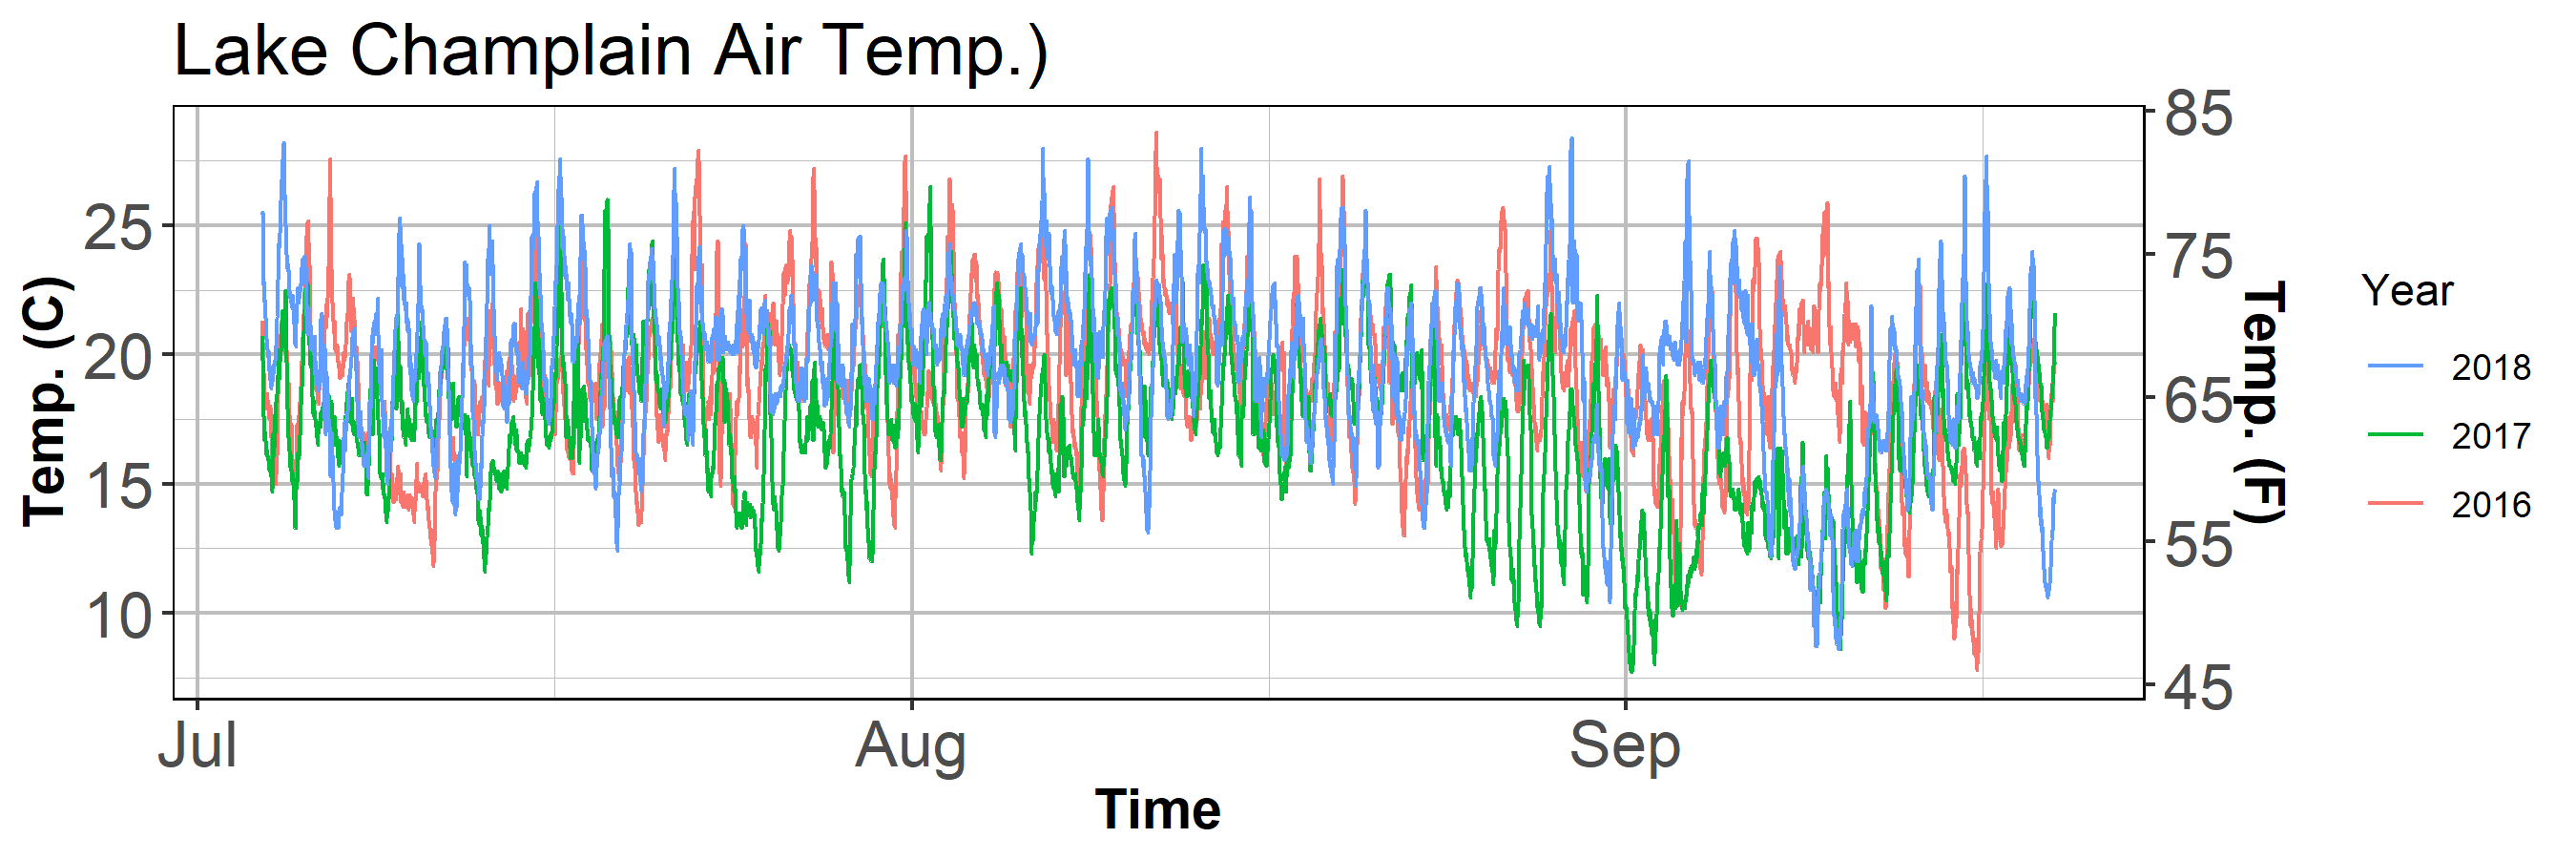 Lake Champlain Air Temp.)
Temp. (C)
25
20
15
10
85
75
65
55
45
Temp. (F)
Jul
Aug
Sep
Time
Year
2018
2017
2016